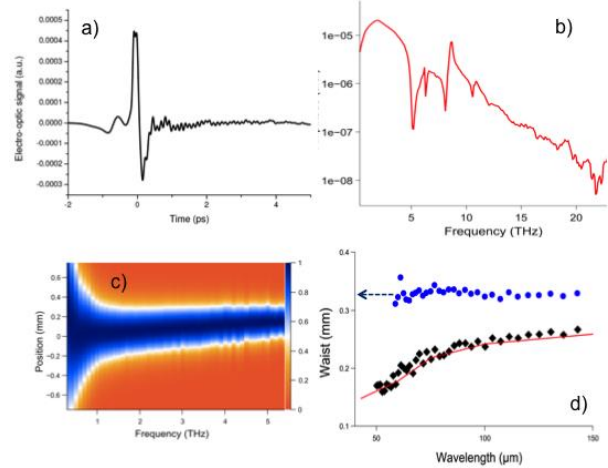 a)
Electro-optic signal (a.u.)
0.0005
0.0004
0.0003
0.0002
0.0001
0.0000
-0.0001
-0.0002
-0.0003
-2
0
2
4
Time (ps)
b)
1e-05
1e-06
1e-07
1e-08
5
10
15
20
Frequency (THz)
c)
Position (mm)
0.6
0.4
0.2
0
-0.2
-0.4
-0.6
1
2
3
4
5
Frequency (THz)
1
0.8
0.6
0.4
0.2
0
d)
Waist (mm)
0.4
0.3
0.2
0.1
50
100
150
Wavelength (µm)